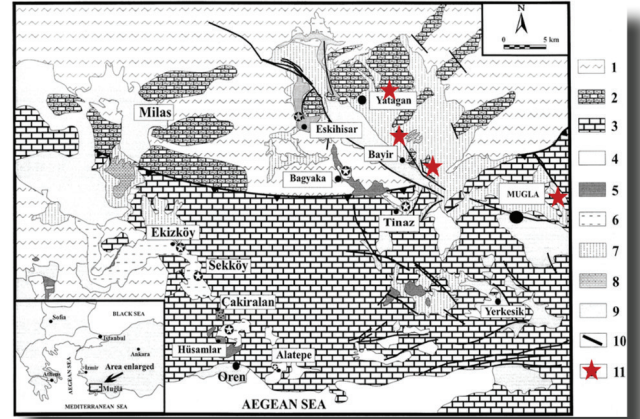 N
0 5 km
Milas
Yatagan
Eskihisar
Bayir
Bagyaka
MUGLA
Tinaz
Ekizköy
Sekköy
Çakiralan
Yerkesik
Hüsamlar
Alatepe
Oren
AEGEAN SEA
BLACK SEA
Sofia
Istanbul
Ankara
Area enlarged
Izmir
Athens
AEGEAN SEA
Muğla
MEDITERRANEAN SEA
1
2
3
4
5
6
7
8
9
10
11